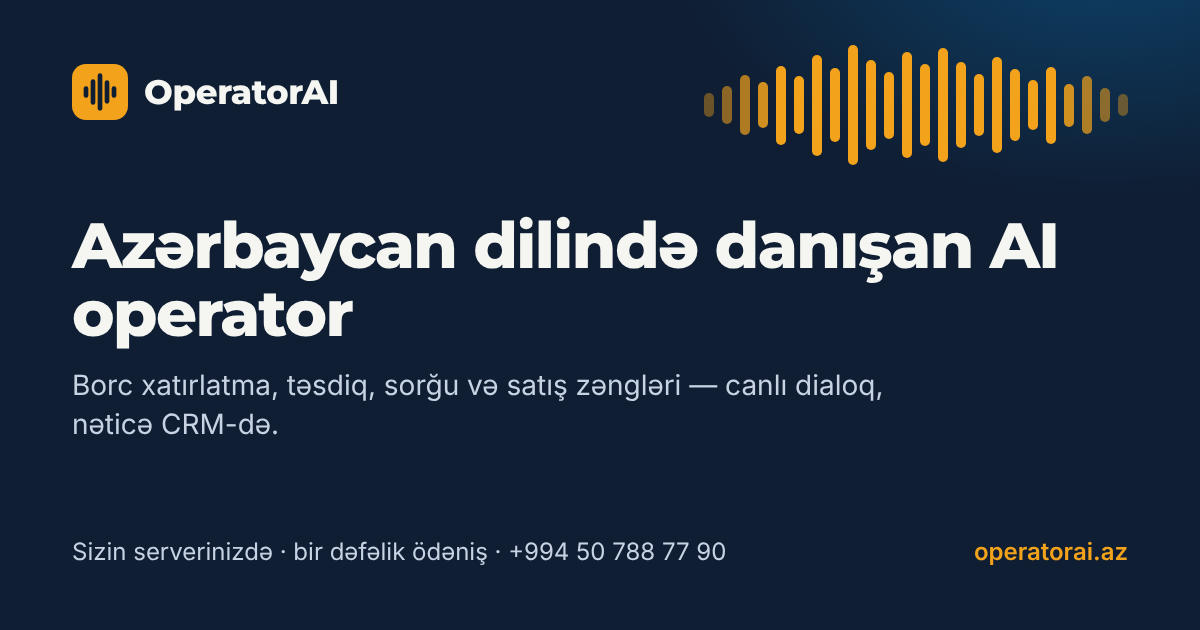 OperatorAI
Azərbaycan dilində danışan AI
operator
Borc xatırlatma, təsdiq, sorğu və satış zəngləri — canlı dialoq,
nəticə CRM-də.
Sizin serverinizdə · bir dəfəlik ödəniş · +994 50 788 77 90
operatorai.az